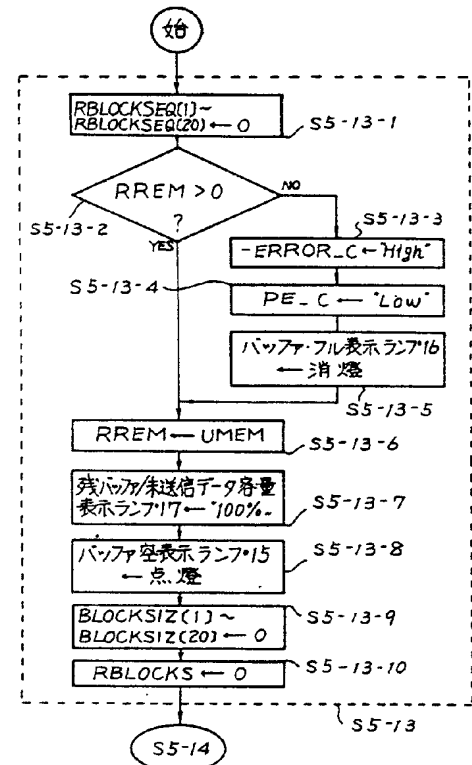 始
RBLOCKSEQ(1)~
RBLOCKSEQ(20) ← 0
S5-13-1
RREM > 0
?
NO
YES
S5-13-2
S5-13-3
-ERROR_C ← "High"
S5-13-4
PE_C ← "Low"
バッファ・フル表示ランプ16
← 消燈
S5-13-5
RREM ← UMEM
S5-13-6
残バッファ/未送信データ容量
表示ランプ17 ← "100%"
S5-13-7
バッファ空表示ランプ15
← 点燈
S5-13-8
BLOCKSIZ(1)~
BLOCKSIZ(20) ← 0
S5-13-9
RBLOCKS ← 0
S5-13-10
S5-13
S5-14